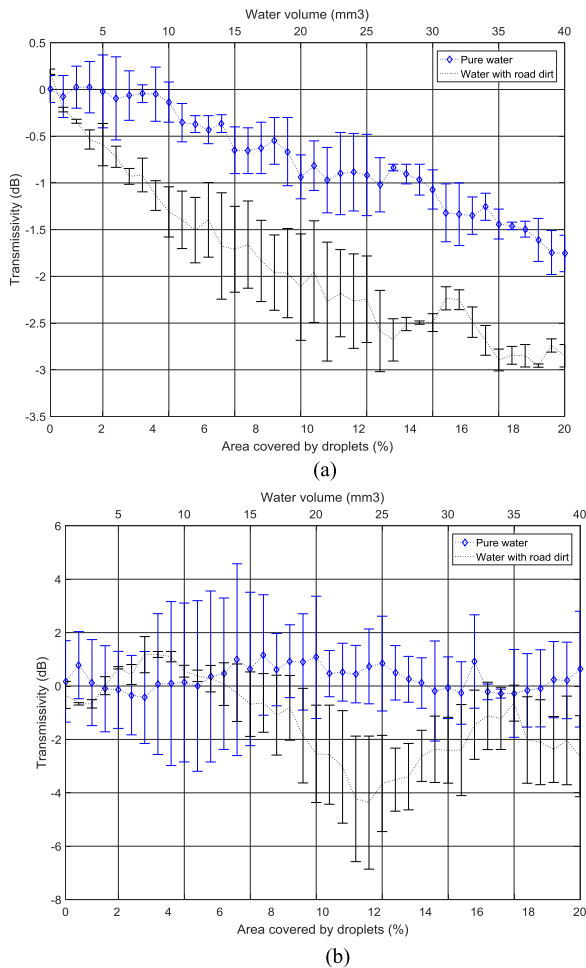 Water volume (mm3)
5 10 15 20 25 30 35 40
0.5
0
-0.5
-1
-1.5
-2
-2.5
-3
-3.5
Transmissivity (dB)
Pure water
Water with road dirt
0 2 4 6 8 10 12 14 16 18 20
Area covered by droplets (%)
(a)
Water volume (mm3)
5 10 15 20 25 30 35 40
6
4
2
0
-2
-4
-6
-8
Transmissivity (dB)
Pure water
Water with road dirt
0 2 4 6 8 10 12 14 16 18 20
Area covered by droplets (%)
(b)